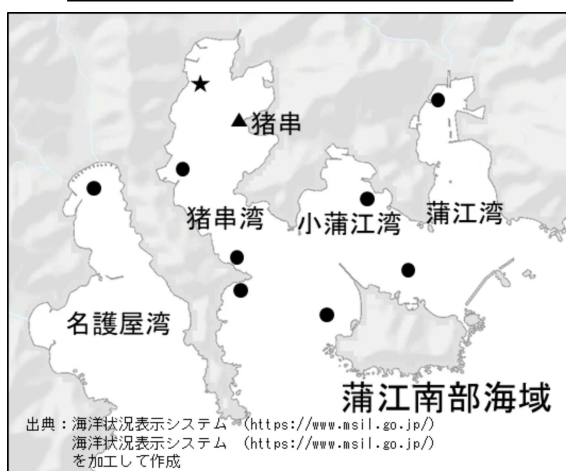 猪串
猪串湾
小蒲江湾
蒲江湾
名護屋湾
蒲江南部海域
出典：海洋状況表示システム （https://www.msil.go.jp/）
海洋状況表示システム （https://www.msil.go.jp/）
を加工して作成